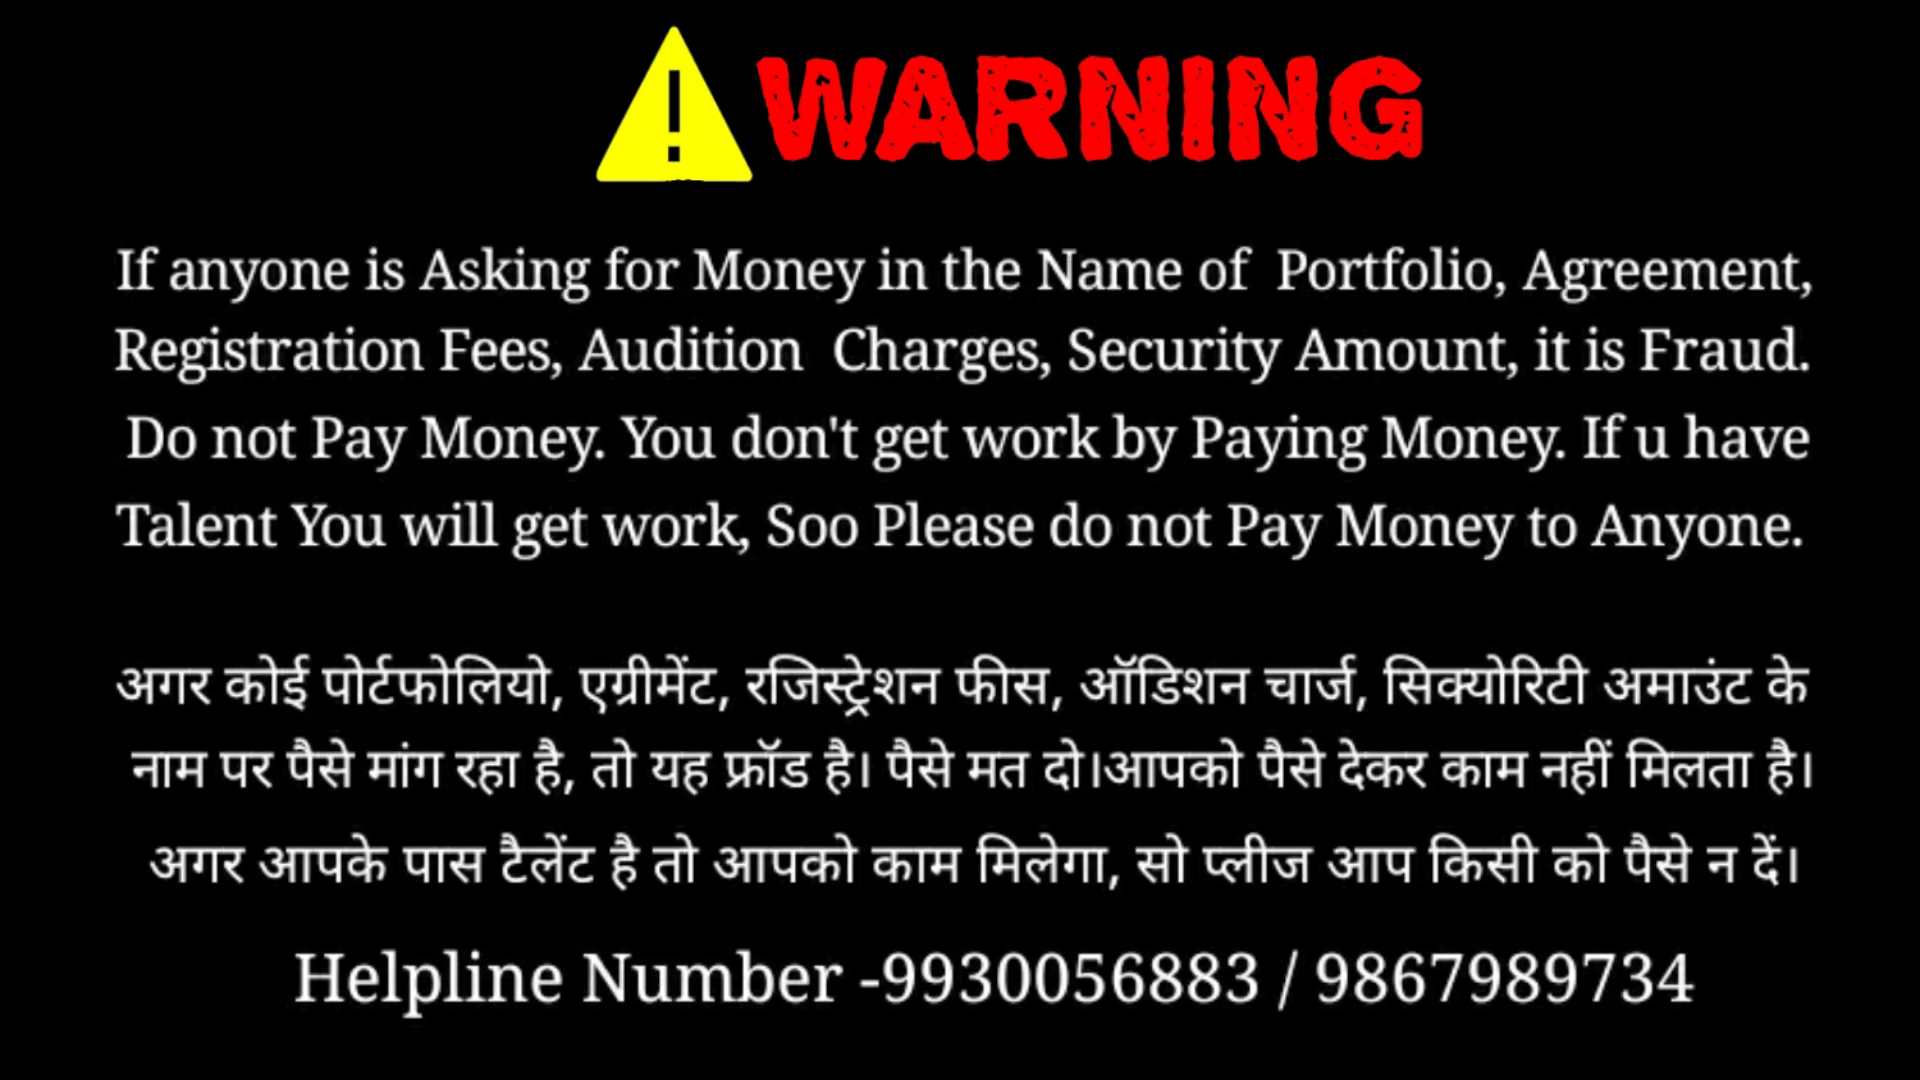 WARNING
If anyone is Asking for Money in the Name of Portfolio, Agreement,
Registration Fees, Audition Charges, Security Amount, it is Fraud.
Do not Pay Money. You don't get work by Paying Money. If u have
Talent You will get work, Soo Please do not Pay Money to Anyone.
अगर कोई पोर्टफोलियो, एग्रीमेंट, रजिस्ट्रेशन फीस, ऑडिशन चार्ज, सिक्योरिटी अमाउंट के
नाम पर पैसे मांग रहा है, तो यह फ्रॉड है। पैसे मत दो।आपको पैसे देकर काम नहीं मिलता है।
अगर आपके पास टैलेंट है तो आपको काम मिलेगा, सो प्लीज आप किसी को पैसे न दें।
Helpline Number -9930056883 / 9867989734